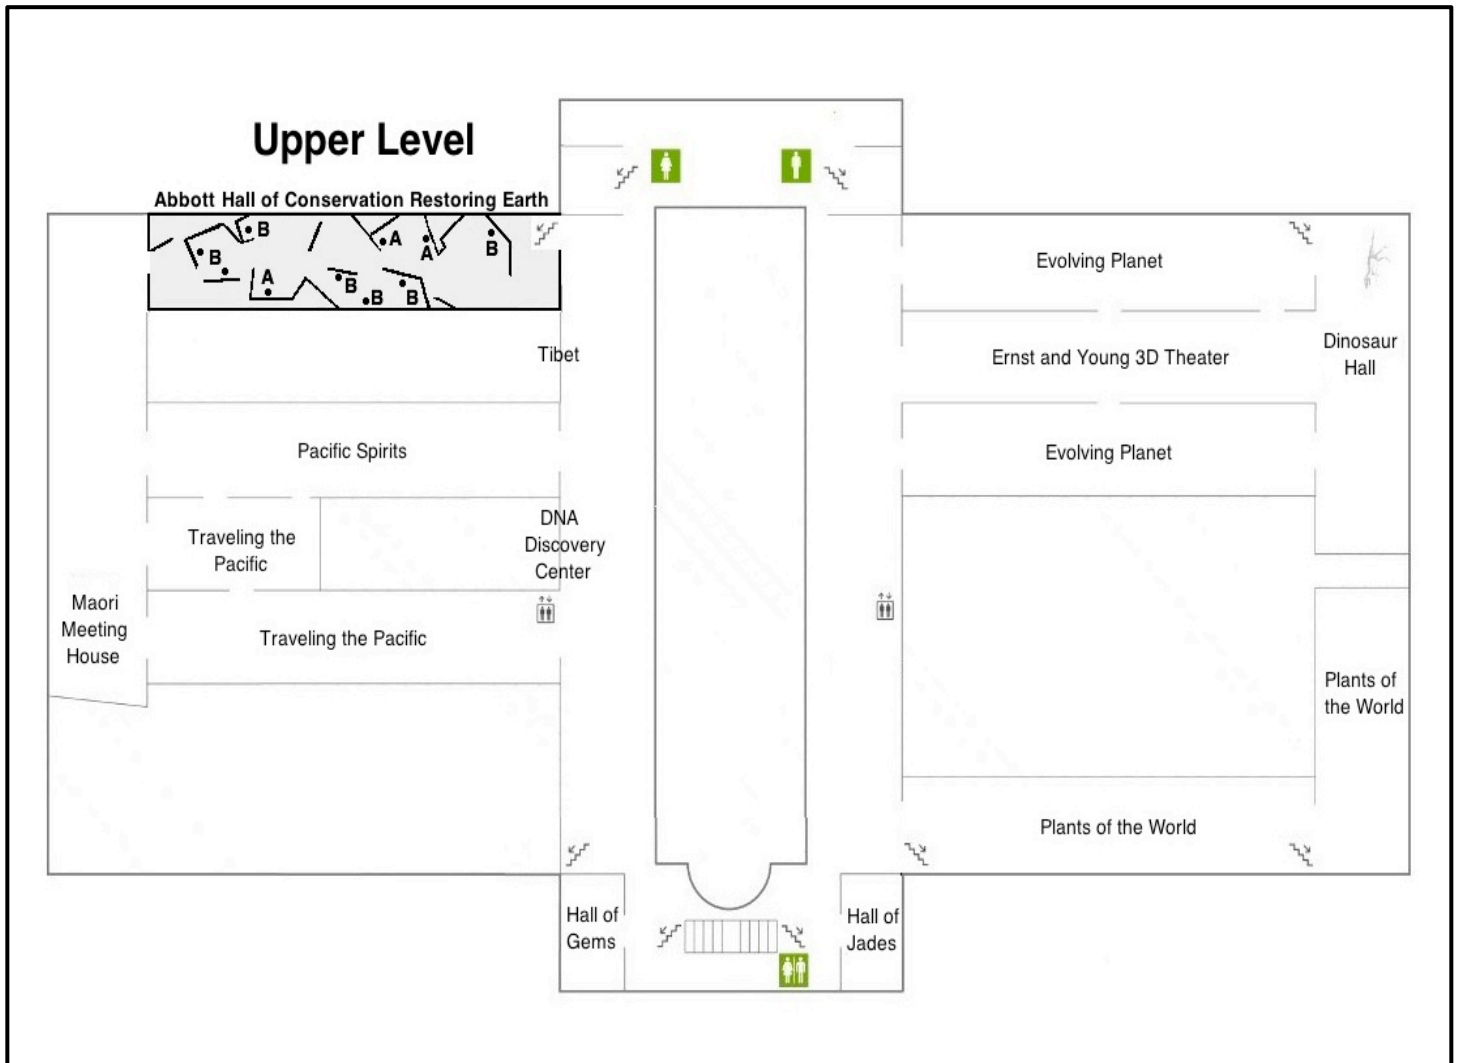 Upper Level
Abbott Hall of Conservation Restoring Earth
B
A
B
A
B
A
B
B
B
Evolving Planet
Tibet
Ernst and Young 3D Theater
Dinosaur
Hall
Pacific Spirits
Evolving Planet
Traveling the
Pacific
DNA
Discovery
Center
Maori
Meeting
House
Traveling the Pacific
Plants of
the World
Plants of the World
Hall of
Gems
Hall of
Jades